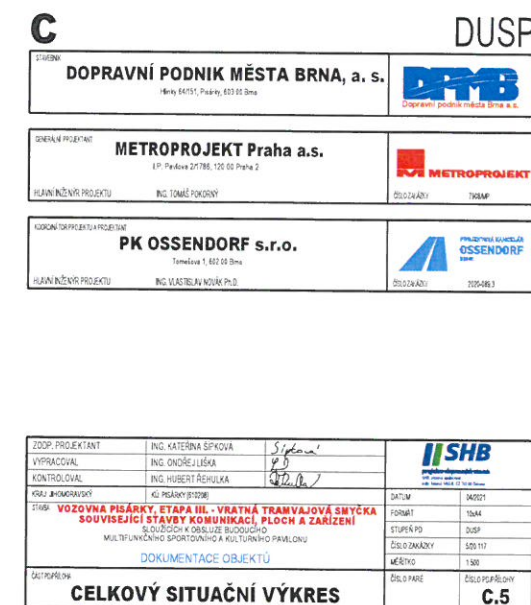 C
DUSP
STAVEBNÍK
DOPRAVNÍ PODNIK MĚSTA BRNA, a. s.
Hlinky 64/151, Pisárky, 603 00 Brno
DPMB
Dopravní podnik města Brna a.s.
GENERÁLNÍ PROJEKTANT
METROPROJEKT Praha a.s.
I.P. Pavlova 2/1786, 120 00 Praha 2
METROPROJEKT
HLAVNÍ INŽENÝR PROJEKTU
ING. TOMÁŠ POKORNÝ
ČÍSLO ZAKÁZKY
KOORDINÁTOR PROJEKTU A PROJEKTANT
PK OSSENDORF s.r.o.
Tomešova 1, 602 00 Brno
PROJEKTOVÁ KANCELÁŘ
OSSENDORF
HLAVNÍ INŽENÝR PROJEKTU
ING. VLASTISLAV NOVÁK Ph.D.
ČÍSLO ZAKÁZKY
ZODP. PROJEKTANT
ING. KATEŘINA ŠIPKOVÁ
Šipková
SHB
VYPRACOVAL
ING. ONDŘEJ LIŠKA
KONTROLOVAL
ING. HUBERT ŘEHULKA
KRAJ: JIHOMORAVSKÝ
KÚ: PISÁRKY [610208]
DATUM
04/2021
STAVBA
VOZOVNA PISÁRKY, ETAPA III. - VRATNÁ TRAMVAJOVÁ SMYČKA
FORMÁT
10xA4
SOUVISEJÍCÍ STAVBY KOMUNIKACÍ, PLOCH A ZAŘÍZENÍ
SLOUŽÍCÍCH K OBSLUZE BUDOUCÍHO
STUPEŇ PD
DUSP
MULTIFUNKČNÍHO SPORTOVNÍHO A KULTURNÍHO PAVILONU
ČÍSLO ZAKÁZKY
DOKUMENTACE OBJEKTŮ
MĚŘÍTKO
1:500
ČÁST PD/PŘÍLOHA
ČÍSLO PARÉ
ČÍSLO PD/PŘÍLOHY
CELKOVÝ SITUAČNÍ VÝKRES
C.5